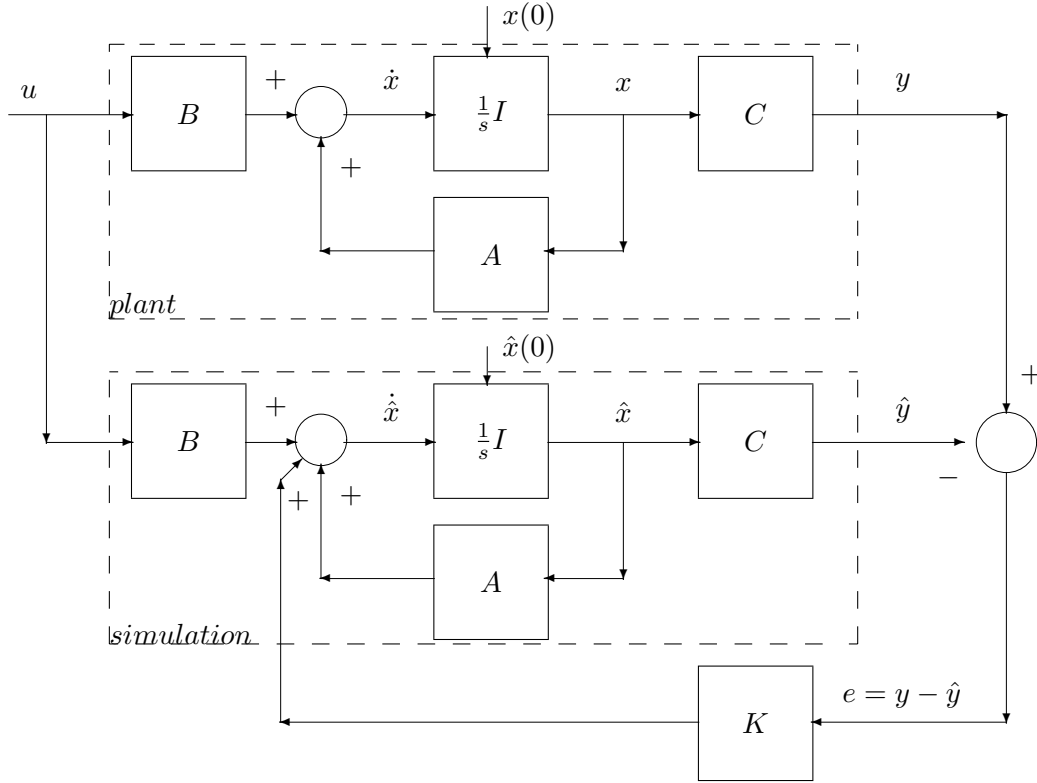 x(0)
u
+
ẋ
x
y
B
1/s I
C
+
A
plant
x̂(0)
+
+
x̂̇
x̂
ŷ
B
1/s I
C
−
+
+
A
simulation
e = y − ŷ
K